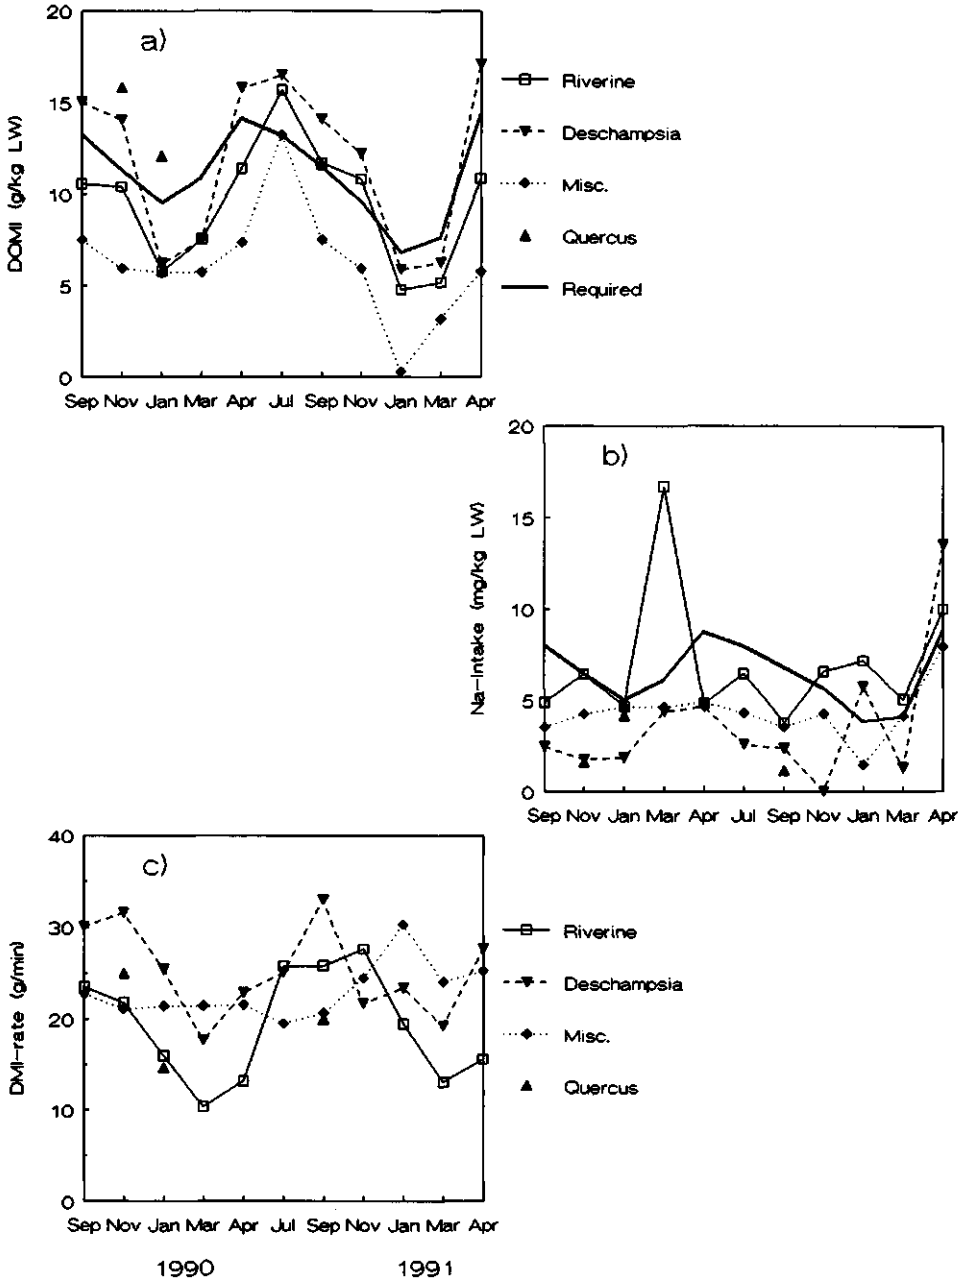 a)
20
15
10
5
0
DOMI (g/kg LW)
Sep Nov Jan Mar Apr Jul Sep Nov Jan Mar Apr
Riverine
Deschampsia
Misc.
Quercus
Required
b)
20
15
10
5
0
Na-Intake (mg/kg LW)
Sep Nov Jan Mar Apr Jul Sep Nov Jan Mar Apr
c)
40
30
20
10
0
DMI-rate (g/min)
Sep Nov Jan Mar Apr Jul Sep Nov Jan Mar Apr
1990 1991
Riverine
Deschampsia
Misc.
Quercus